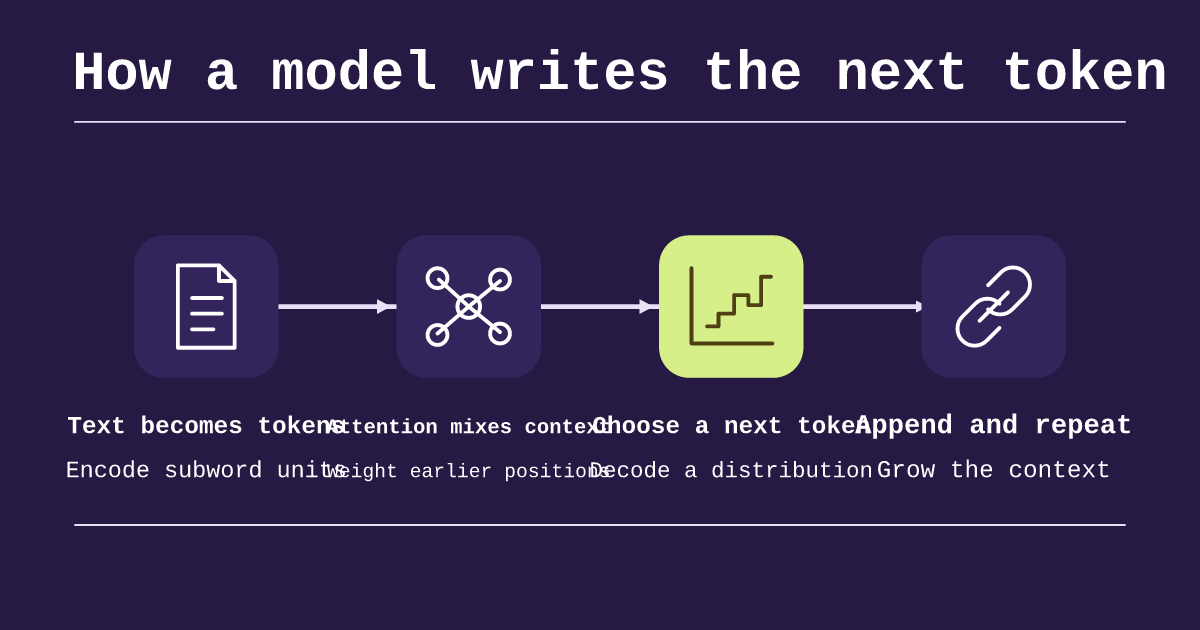 How a model writes the next token
Text becomes tokens
Attention mixes context
Choose a next token
Append and repeat
Encode subword units
Weight earlier positions
Decode a distribution
Grow the context